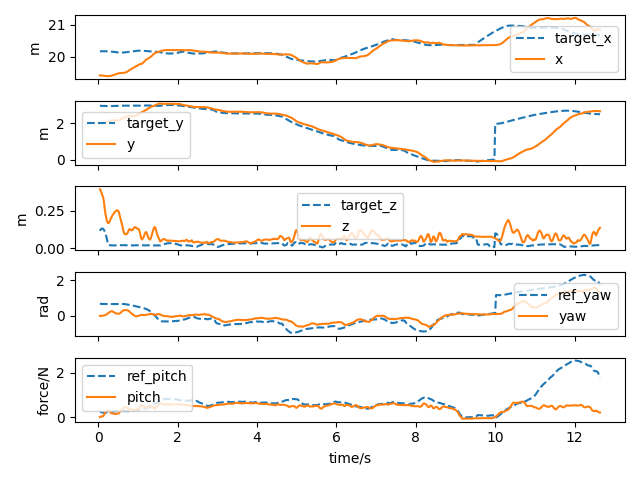 21
20
m
target_x
x
2
0
m
target_y
y
0.25
0.00
m
target_z
z
2
0
rad
ref_yaw
yaw
2
0
force/N
ref_pitch
pitch
0 2 4 6 8 10 12
time/s